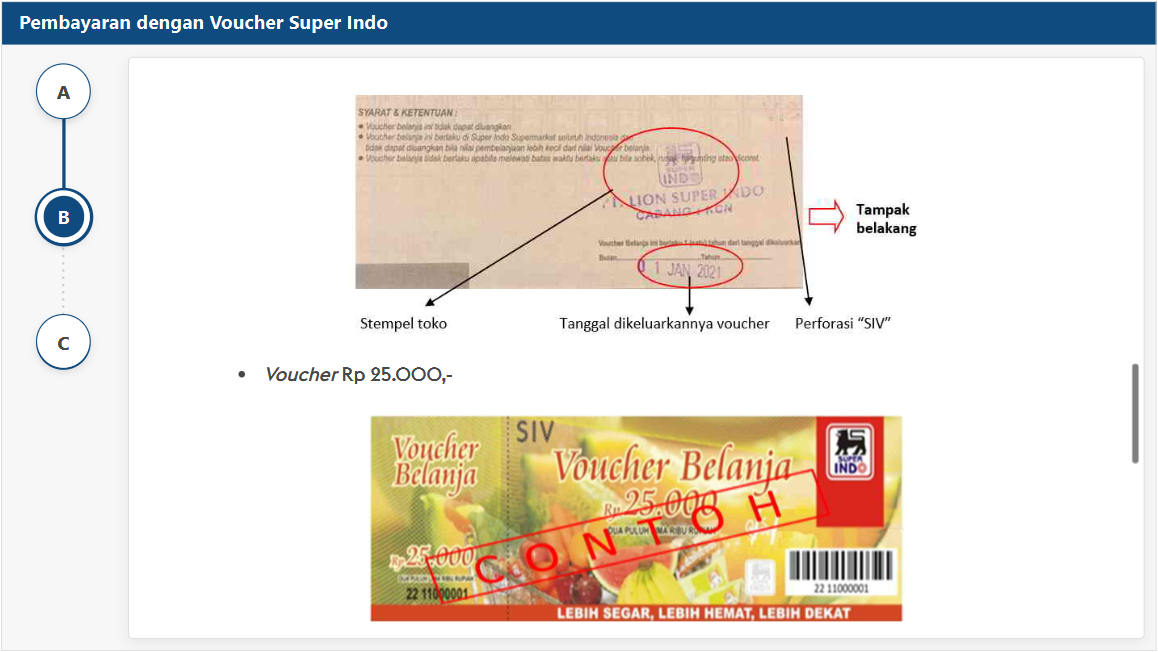 Pembayaran dengan Voucher Super Indo
A
B
C
SYARAT & KETENTUAN :
Voucher belanja ini tidak dapat diuangkan
Voucher belanja ini berlaku di Super Indo Supermarket seluruh Indonesia dan
tidak dapat diuangkan bila nilai pembelanjaan lebih kecil dari nilai Voucher belanja.
Voucher belanja tidak berlaku apabila melewati batas waktu berlaku atau bila sobek, rusak, tergunting atau dicoret.
SUPER
INDO
PT. LION SUPER INDO
CABANG :
Voucher Belanja ini berlaku 1 (satu) tahun dari tanggal dikeluarkan
Bulan Tahun
0 1 JAN 2021
Tampak
belakang
Stempel toko
Tanggal dikeluarkannya voucher
Perforasi “SIV”
• Voucher Rp 25.000,-
Voucher
Belanja
SIV
Voucher Belanja
Rp 25.000
DUA PULUH LIMA RIBU RUPIAH
SUPER
INDO
CONTOH
Rp 25.000
DUA PULUH LIMA RIBU RUPIAH
22 11000001
22 11000001
LEBIH SEGAR, LEBIH HEMAT, LEBIH DEKAT